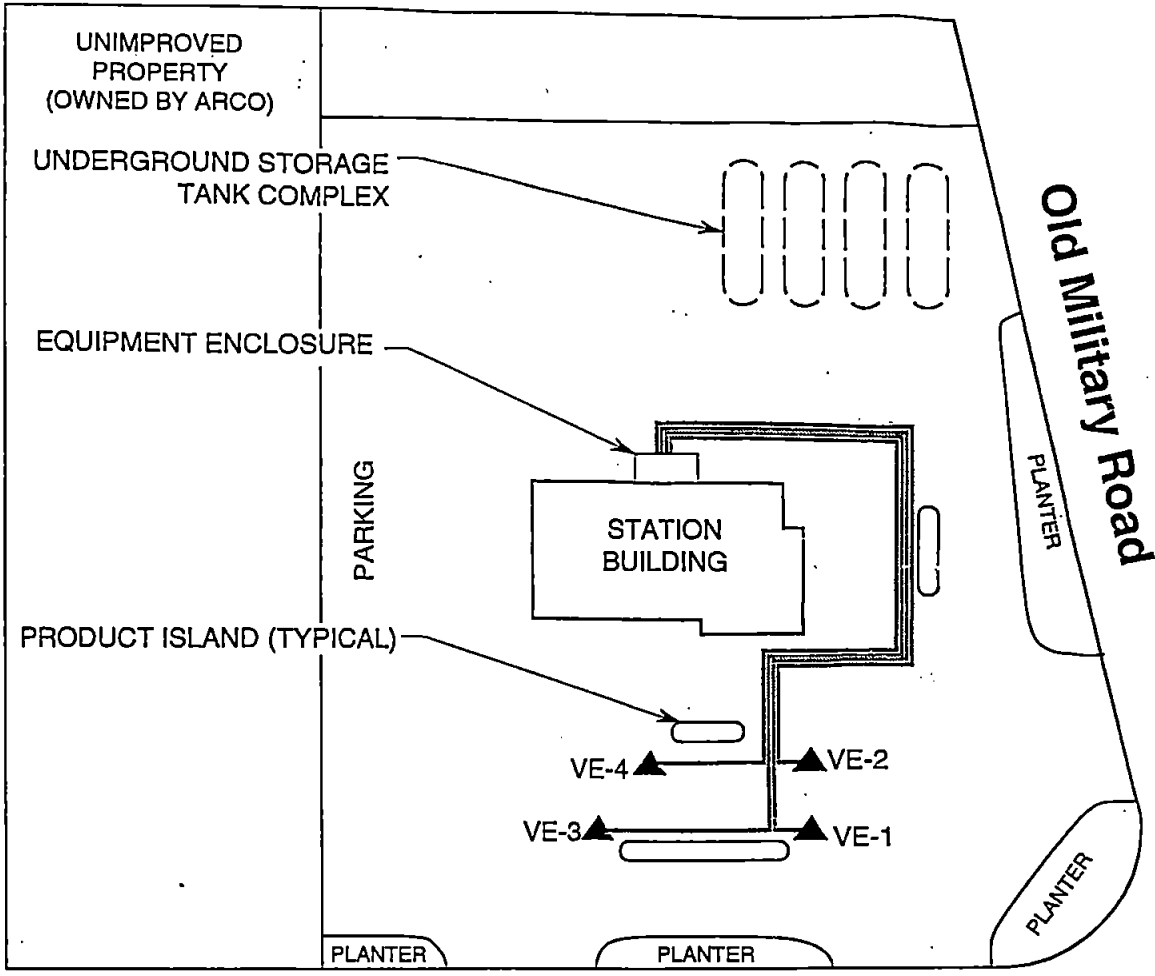 UNIMPROVED
PROPERTY
(OWNED BY ARCO)
UNDERGROUND STORAGE
TANK COMPLEX
Old Military Road
EQUIPMENT ENCLOSURE
PLANTER
PARKING
STATION
BUILDING
PRODUCT ISLAND (TYPICAL)
VE-4
VE-2
VE-3
VE-1
PLANTER
PLANTER
PLANTER